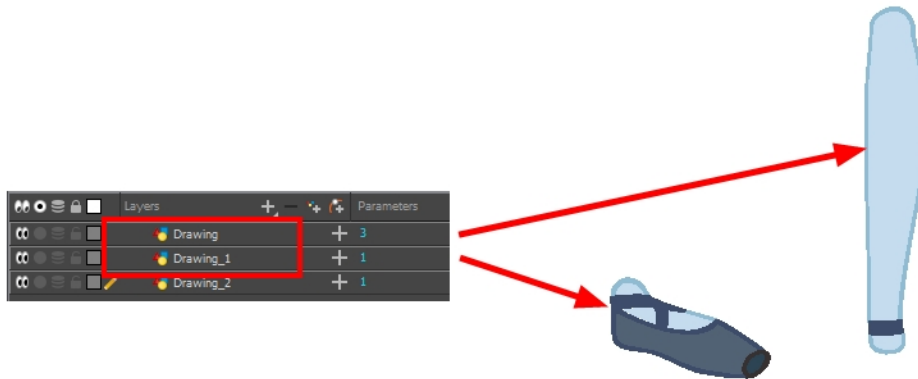 Layers Parameters
Drawing 3
Drawing_1 1
Drawing_2 1